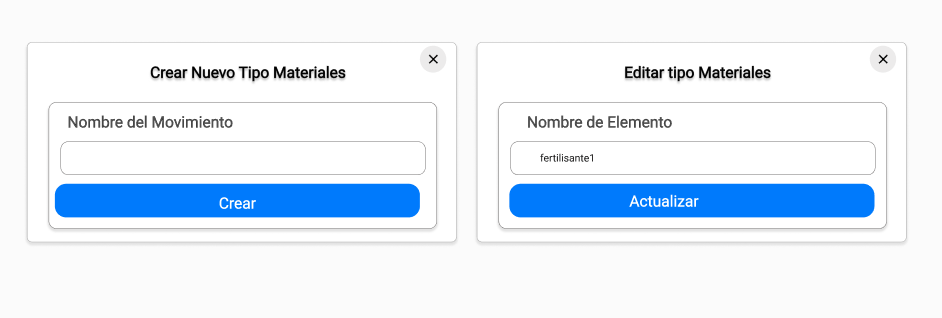 Crear Nuevo Tipo Materiales
Nombre del Movimiento
Crear
Editar tipo Materiales
Nombre de Elemento
fertilisante1
Actualizar